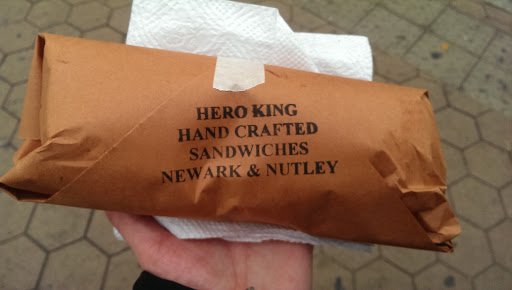 HERO KING
HAND CRAFTED
SANDWICHES
NEWARK & NUTLEY